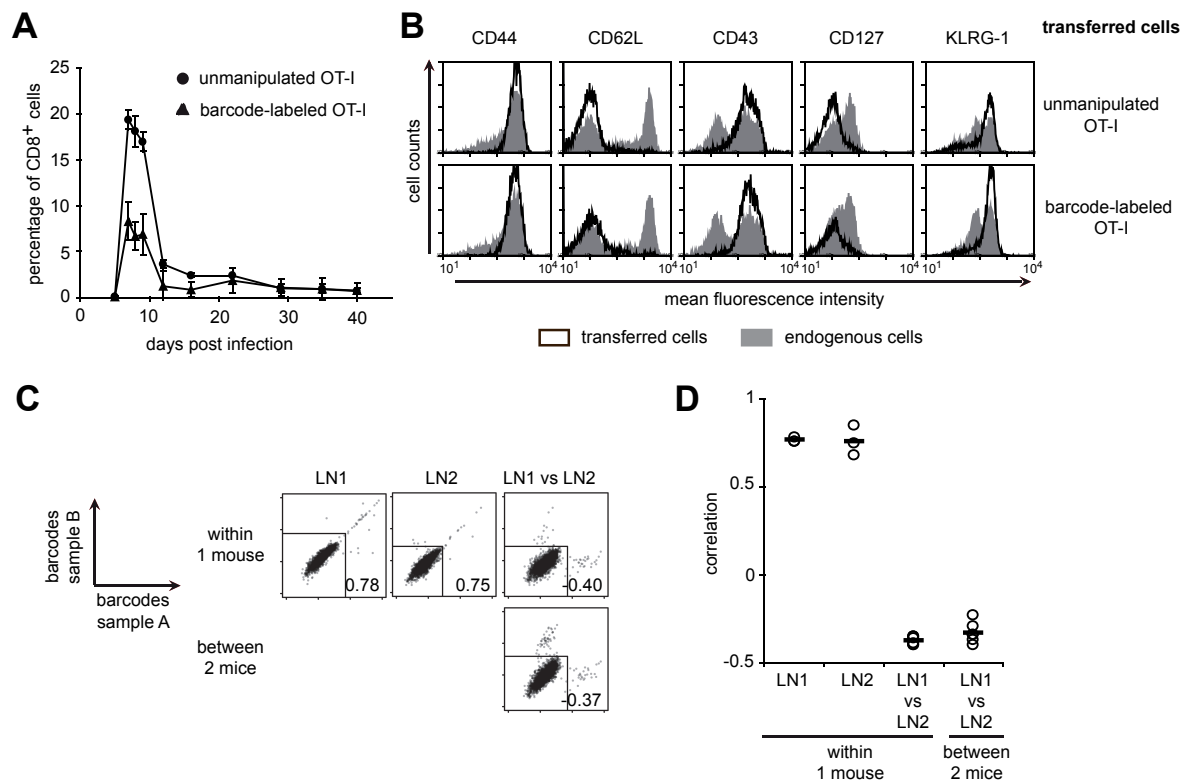 A
25
20
15
10
5
0
percentage of CD8+ cells
0
10
20
30
40
days post infection
unmanipulated OT-I
barcode-labeled OT-I
B
CD44
CD62L
CD43
CD127
KLRG-1
transferred cells
unmanipulated
OT-I
barcode-labeled
OT-I
cell counts
10^1
10^4
10^1
10^4
10^1
10^4
10^1
10^4
10^1
10^4
mean fluorescence intensity
transferred cells
endogenous cells
C
barcodes
sample B
barcodes
sample A
LN1
LN2
LN1 vs LN2
within
1 mouse
0.78
0.75
-0.40
between
2 mice
-0.37
D
1
0.5
0
-0.5
correlation
LN1
LN2
LN1
vs
LN2
LN1
vs
LN2
within
1 mouse
between
2 mice